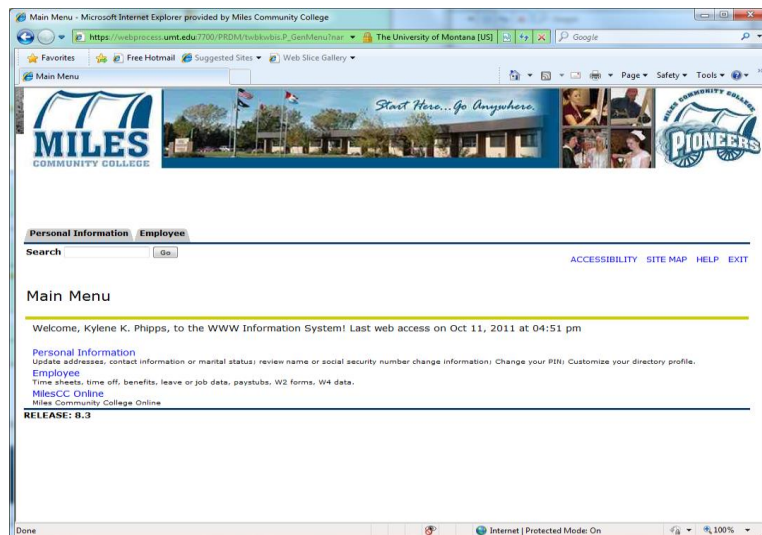 Main Menu - Microsoft Internet Explorer provided by Miles Community College
https://webprocess.umt.edu:7700/PRDM/twbkwbis.P_GenMenu?nar
The University of Montana [US]
Google
Favorites
Free Hotmail
Suggested Sites
Web Slice Gallery
Main Menu
Page
Safety
Tools
MILES
COMMUNITY COLLEGE
Start Here...Go Anywhere.
MILES COMMUNITY COLLEGE
PIONEERS
Personal Information
Employee
Search
Go
ACCESSIBILITY SITE MAP HELP EXIT
Main Menu
Welcome, Kylene K. Phipps, to the WWW Information System! Last web access on Oct 11, 2011 at 04:51 pm
Personal Information
Update addresses, contact information or marital status; review name or social security number change information; Change your PIN; Customize your directory profile.
Employee
Time sheets, time off, benefits, leave or job data, paystubs, W2 forms, W4 data.
MilesCC Online
Miles Community College Online
RELEASE: 8.3
Done
Internet | Protected Mode: On
100%